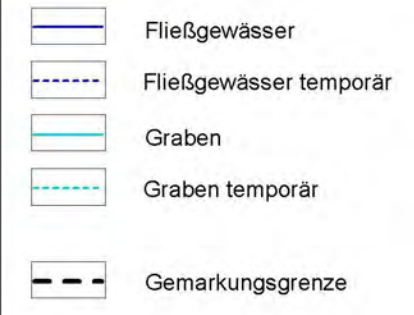 Fließgewässer
Fließgewässer temporär
Graben
Graben temporär
Gemarkungsgrenze